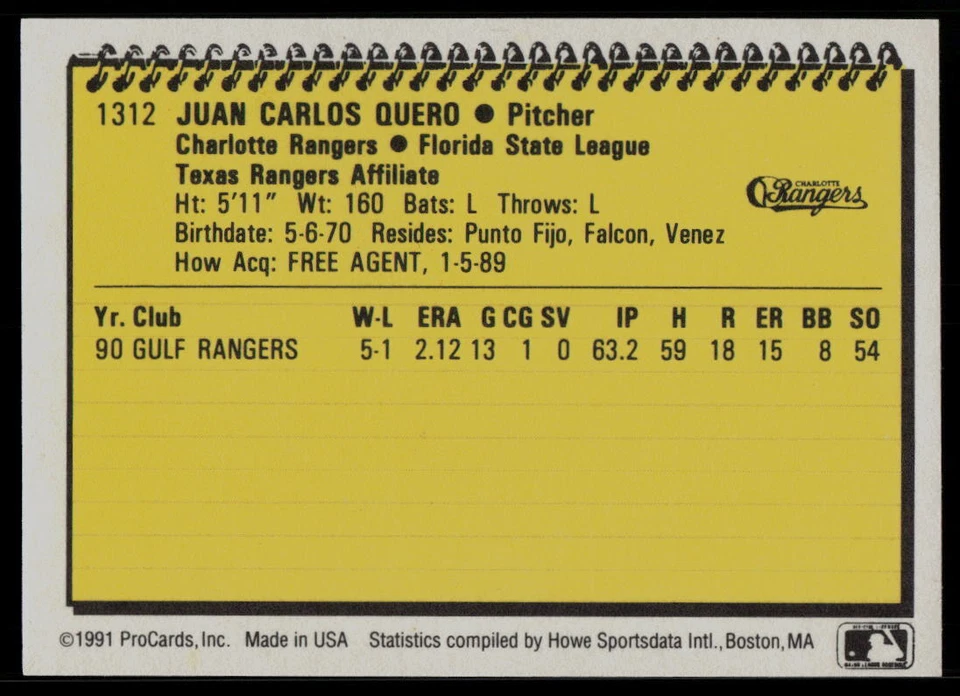 1312 JUAN CARLOS QUERO ● Pitcher
Charlotte Rangers ● Florida State League
Texas Rangers Affiliate
CHARLOTTE
Rangers
Ht: 5'11" Wt: 160 Bats: L Throws: L
Birthdate: 5-6-70 Resides: Punto Fijo, Falcon, Venez
How Acq: FREE AGENT, 1-5-89
Yr. Club W-L ERA G CG SV IP H R ER BB SO
90 GULF RANGERS 5-1 2.12 13 1 0 63.2 59 18 15 8 54
©1991 ProCards, Inc. Made in USA Statistics compiled by Howe Sportsdata Intl., Boston, MA